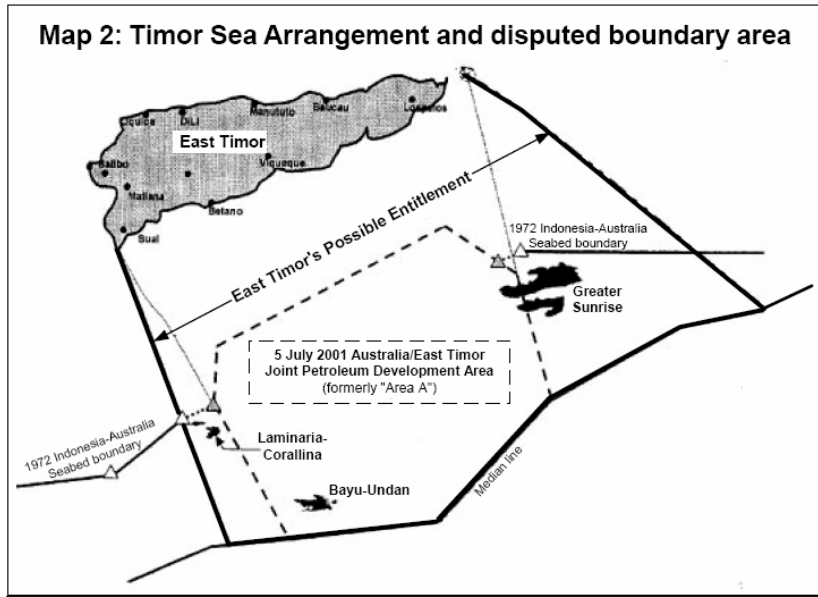 Map 2: Timor Sea Arrangement and disputed boundary area
Liquica
DILI
Manututo
Baucau
Lospalos
East Timor
Balibo
Viqueque
Maliana
Betano
Suai
East Timor's Possible Entitlement
1972 Indonesia-Australia
Seabed boundary
Greater
Sunrise
5 July 2001 Australia/East Timor
Joint Petroleum Development Area
(formerly "Area A")
1972 Indonesia-Australia
Seabed boundary
Laminaria-
Corallina
Bayu-Undan
Median line